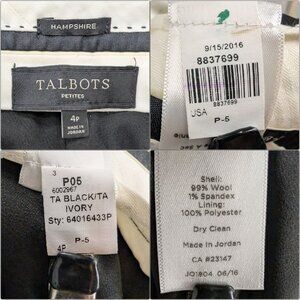 HAMPSHIRE
TALBOTS
PETITES
4P
MADE IN
JORDAN
9/15/2016
8837699
8837699
USA
P-5
3
P05
6002967
TA BLACK/TA
IVORY
Sty: 64016433P
P-5
4P
Shell:
99% Wool
1% Spandex
Lining:
100% Polyester
Dry Clean
Made In Jordan
CA #23147
JO1804 06/16